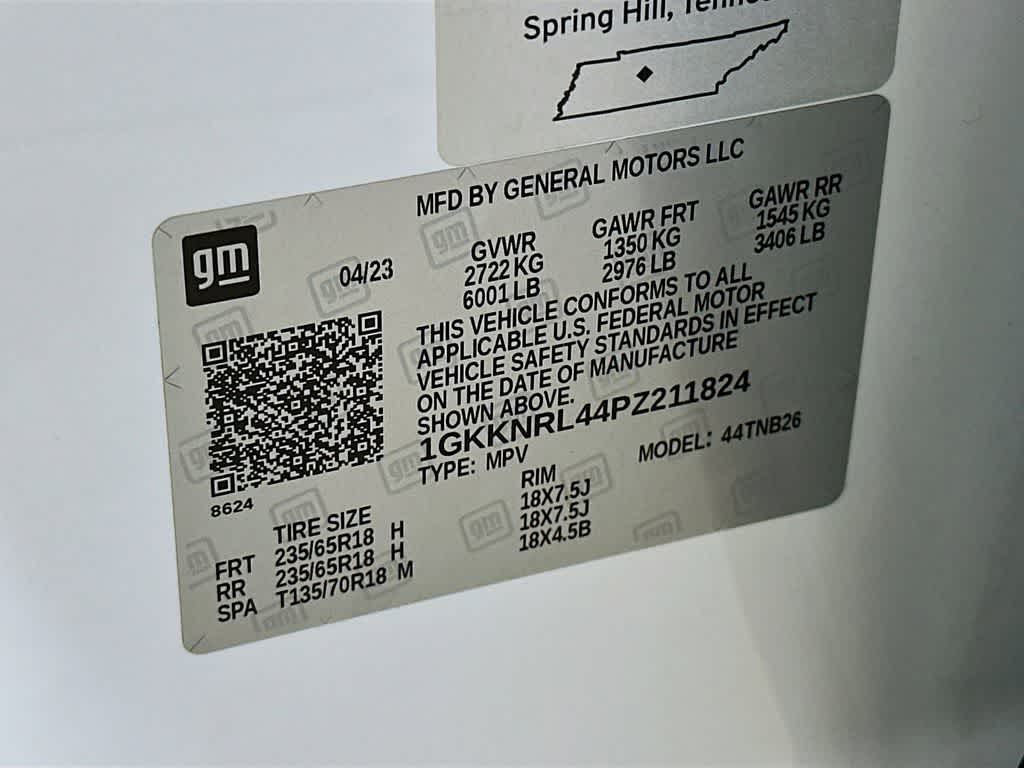 Spring Hill,
MFD BY GENERAL MOTORS LLC
gm
04/23
GVWR GAWR FRT GAWR RR
2722 KG 1350 KG 1545 KG
6001 LB 2976 LB 3406 LB
THIS VEHICLE CONFORMS TO ALL
APPLICABLE U.S. FEDERAL MOTOR
VEHICLE SAFETY STANDARDS IN EFFECT
ON THE DATE OF MANUFACTURE
SHOWN ABOVE.
1GKKNRL44PZ211824
TYPE: MPV MODEL: 44TNB26
8624
TIRE SIZE RIM
FRT 235/65R18 H 18X7.5J
RR 235/65R18 H 18X7.5J
SPA T135/70R18 M 18X4.5B